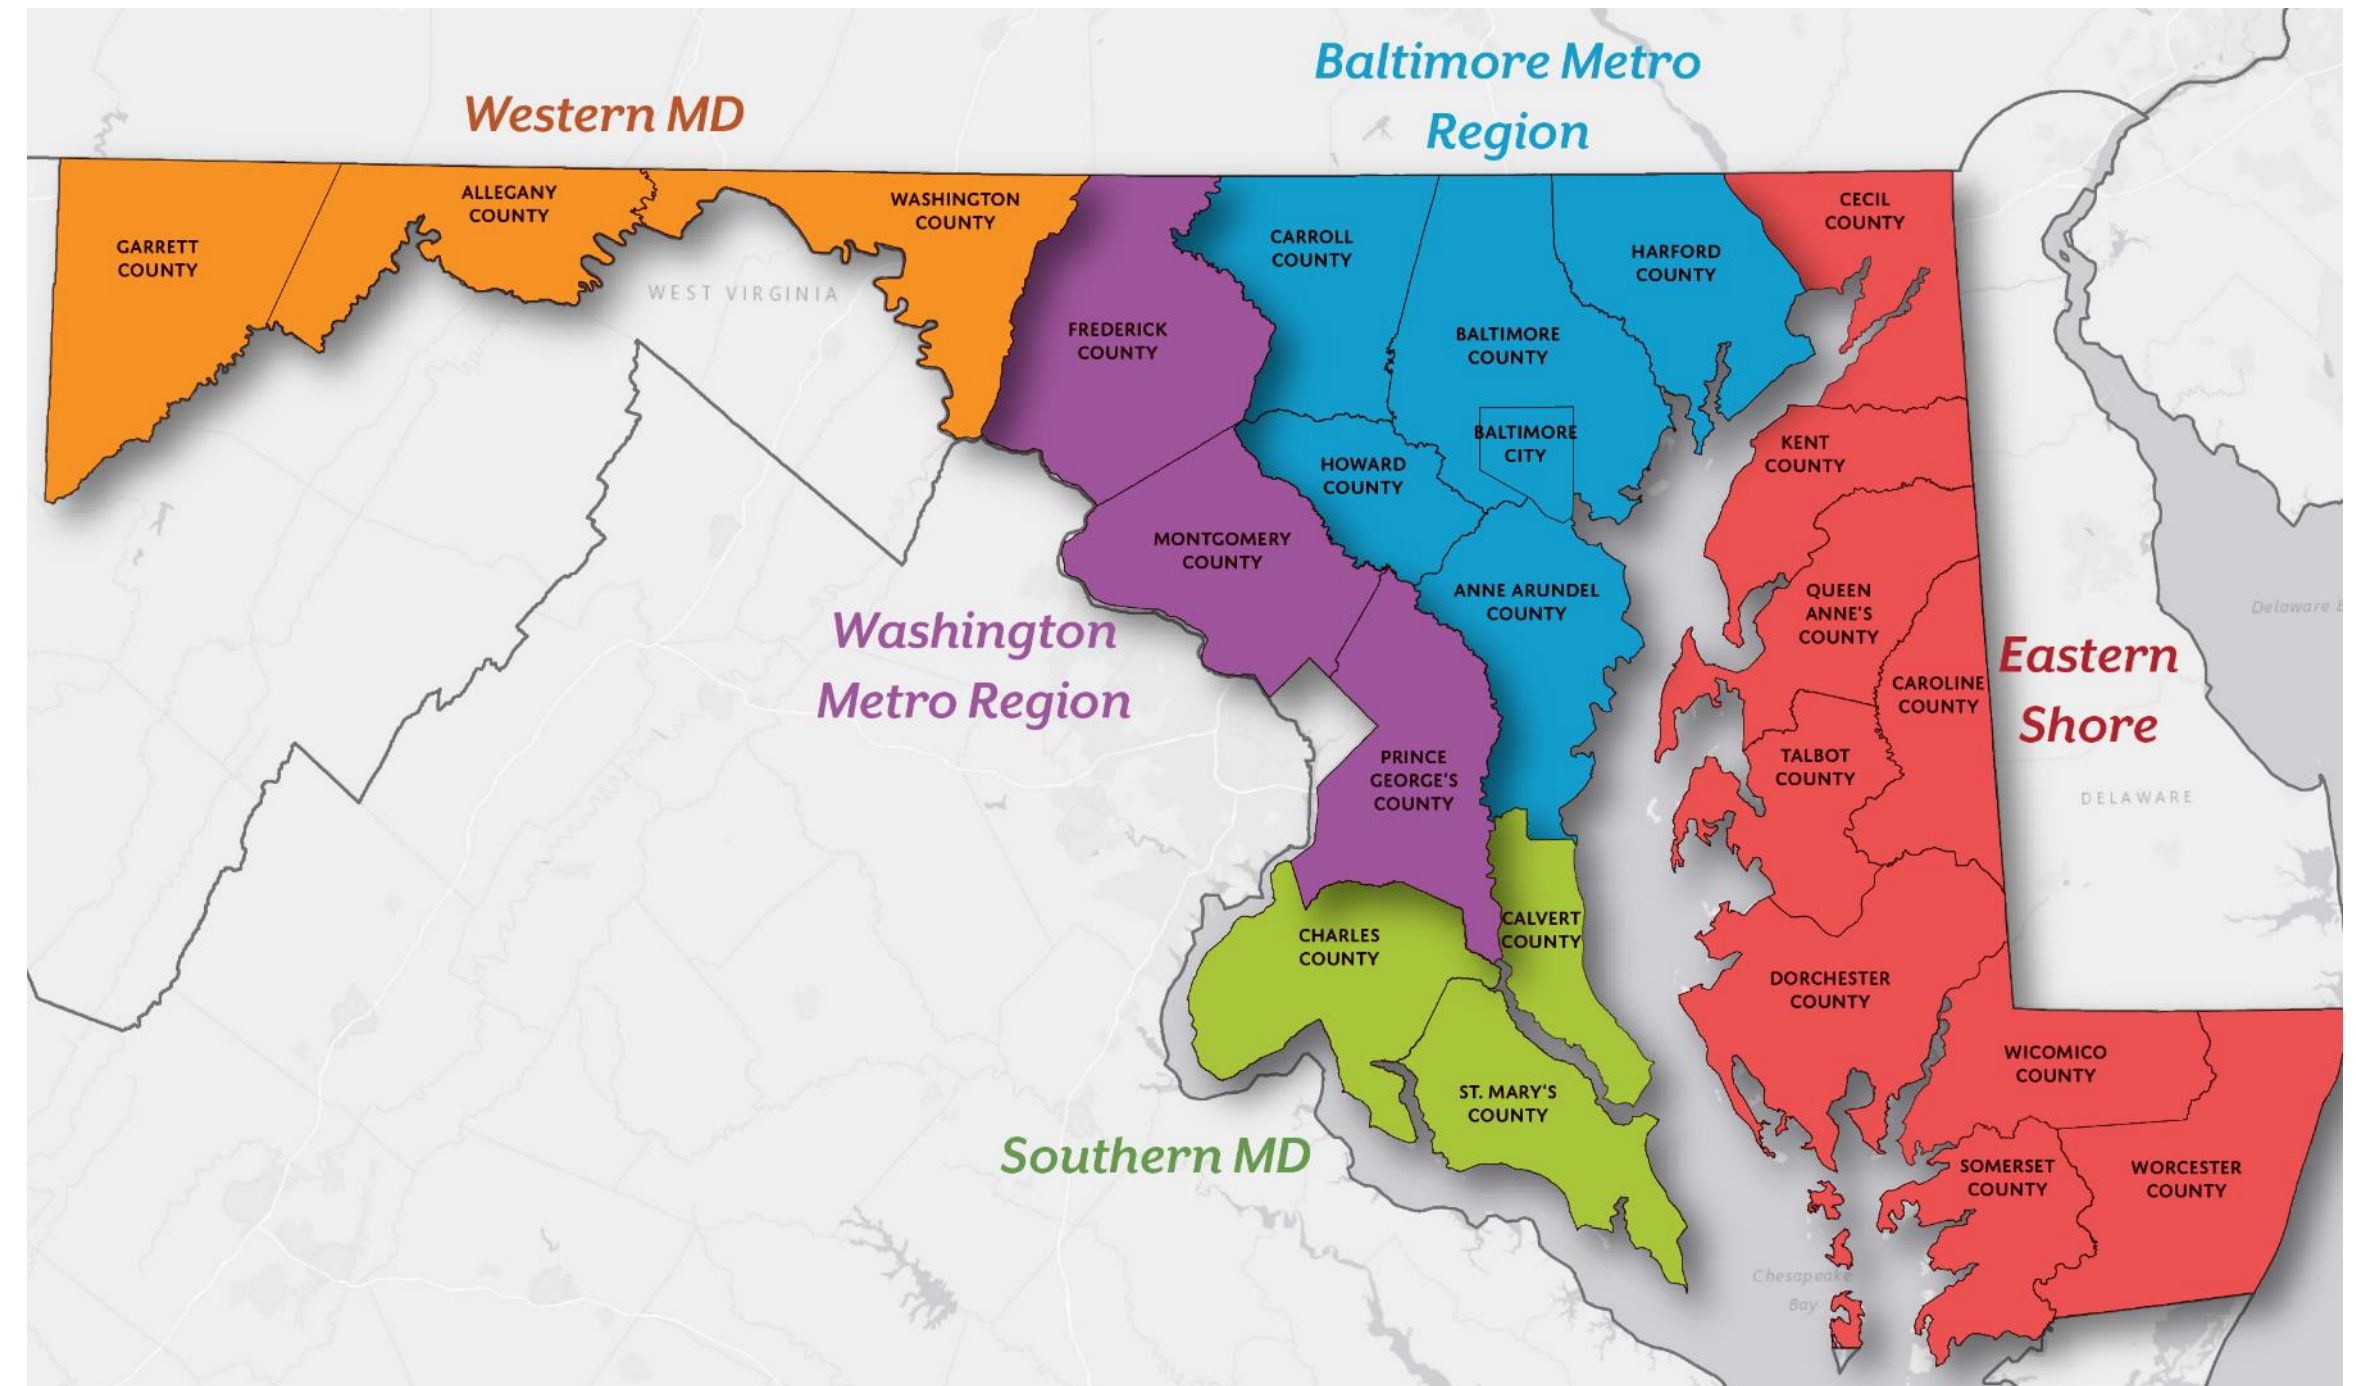 Baltimore Metro
Region
Western MD
ALLEGANY
COUNTY
WASHINGTON
COUNTY
CECIL
COUNTY
GARRETT
COUNTY
CARROLL
COUNTY
HARFORD
COUNTY
WEST VIRGINIA
FREDERICK
COUNTY
BALTIMORE
COUNTY
BALTIMORE
CITY
KENT
COUNTY
HOWARD
COUNTY
MONTGOMERY
COUNTY
ANNE ARUNDEL
COUNTY
QUEEN
ANNE'S
COUNTY
Delaware
Washington
Metro Region
Eastern
Shore
CAROLINE
COUNTY
TALBOT
COUNTY
PRINCE
GEORGE'S
COUNTY
DELAWARE
CALVERT
COUNTY
CHARLES
COUNTY
DORCHESTER
COUNTY
WICOMICO
COUNTY
ST. MARY'S
COUNTY
Southern MD
SOMERSET
COUNTY
WORCESTER
COUNTY
Chesapeake
Bay